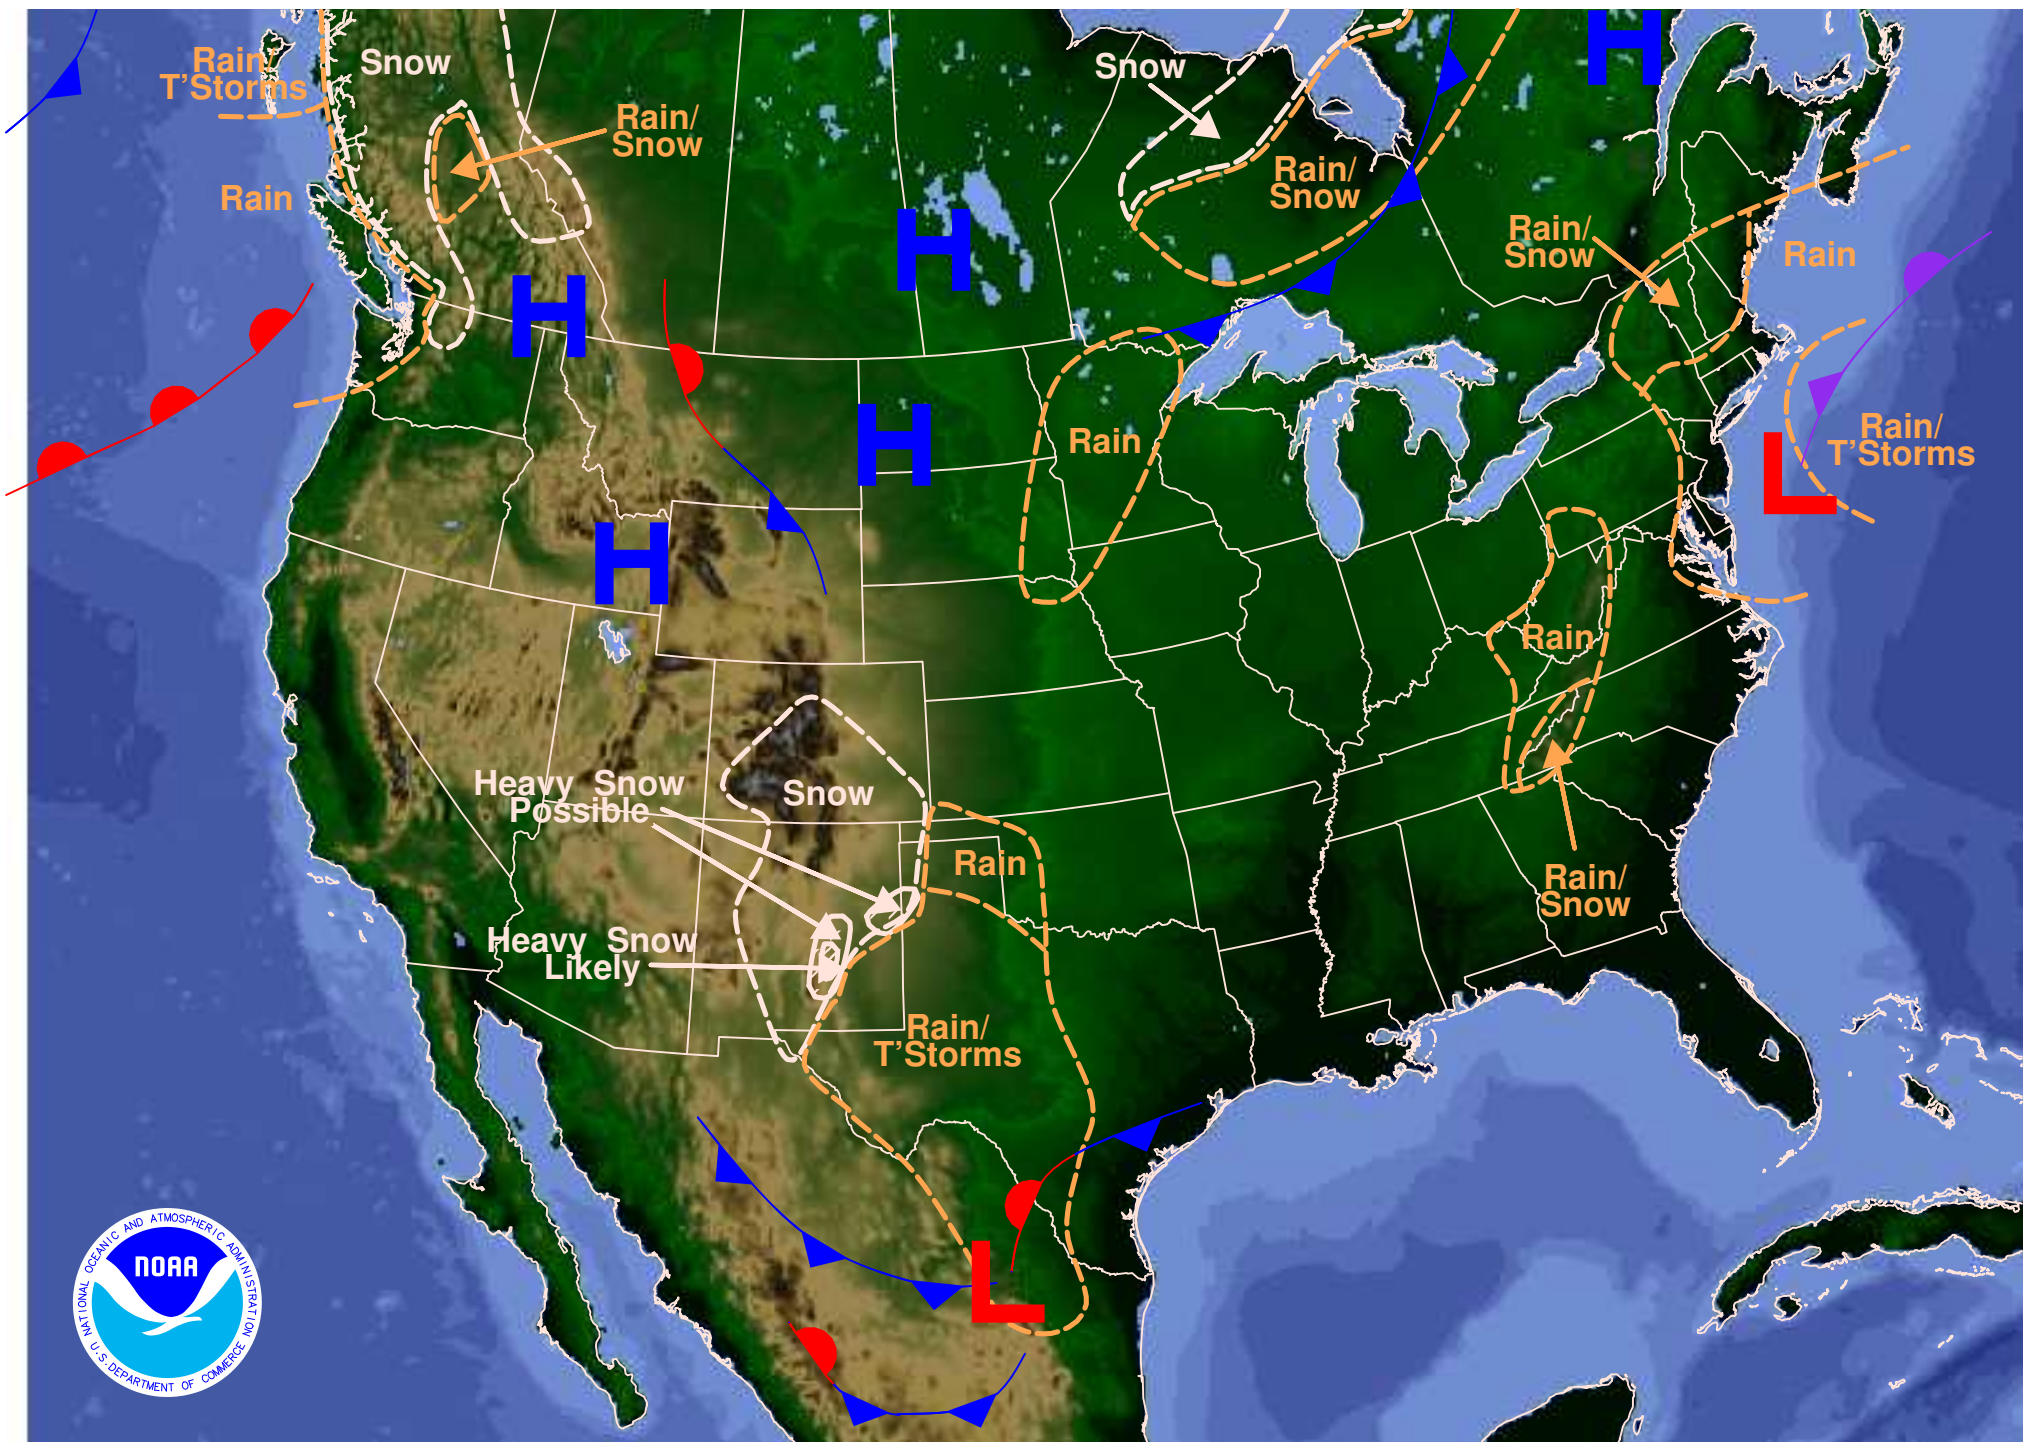 Rain/
T'Storms
Snow
Rain/
Snow
Snow
H
Rain/
Snow
Rain
H
Rain/
Snow
Rain
H
H
Rain
Rain/
T'Storms
L
H
Rain
Heavy Snow
Possible
Snow
Rain
Rain/
Snow
Heavy Snow
Likely
Rain/
T'Storms
L
NATIONAL OCEANIC AND ATMOSPHERIC ADMINISTRATION
NOAA
U.S. DEPARTMENT OF COMMERCE